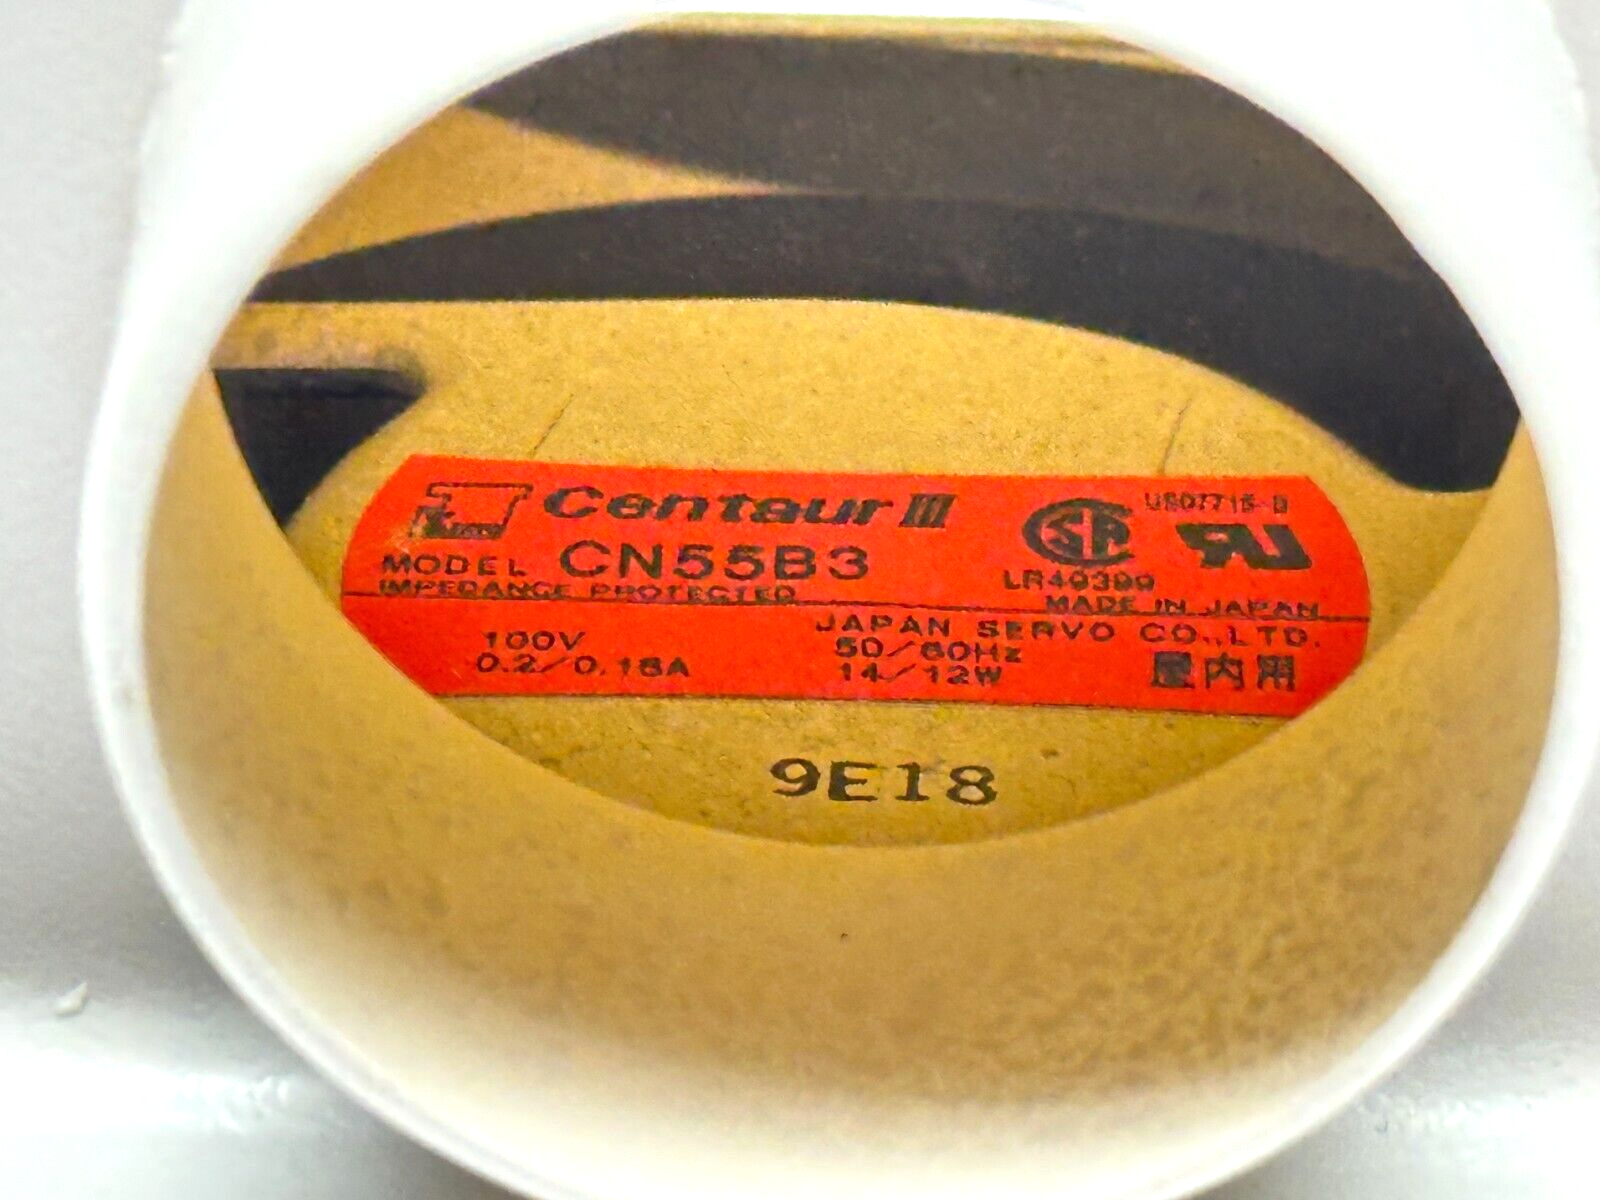 Centaur III
MODEL CN55B3
IMPEDANCE PROTECTED
LR49399
MADE IN JAPAN
JAPAN SERVO CO.,LTD.
100V 50/60Hz
0.2/0.18A 14/12W 屋内用
9E18